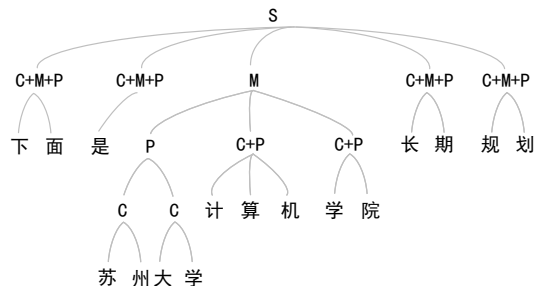 S
C+M+P C+M+P M C+M+P C+M+P
下 面 是 P C+P C+P 长 期 规 划
C C 计 算 机 学 院
苏 州 大 学